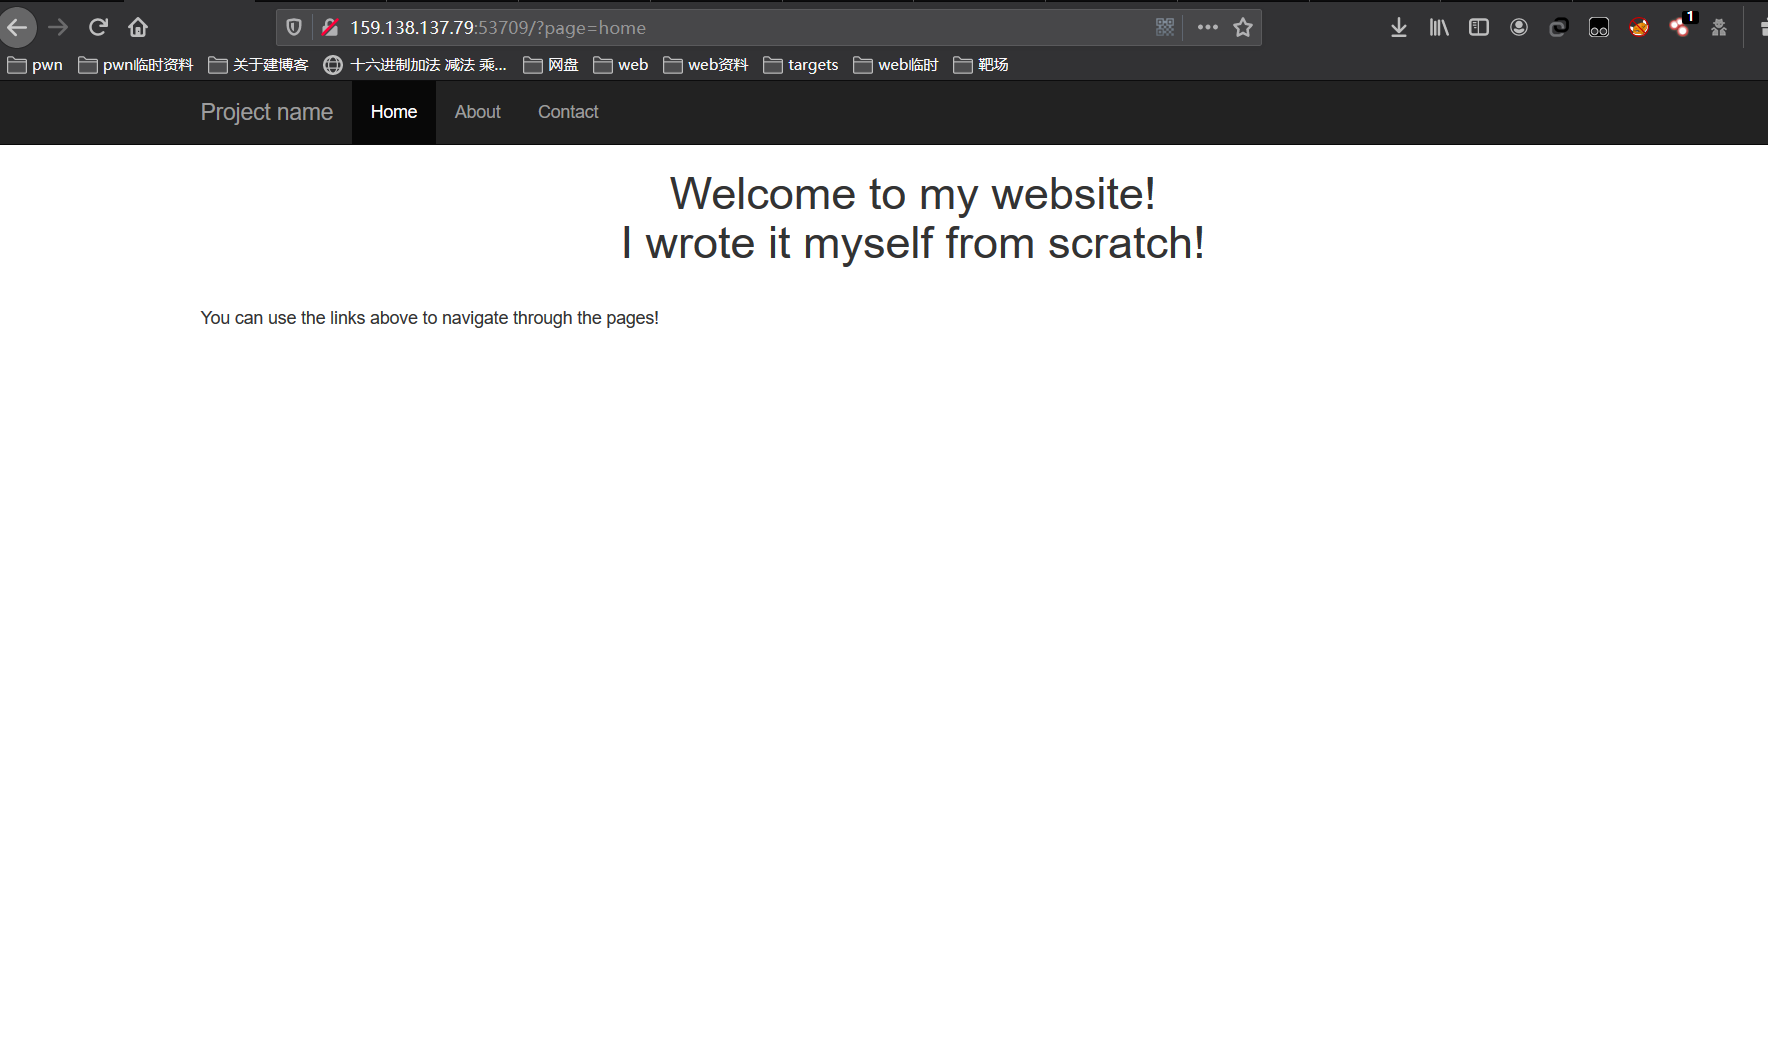 159.138.137.79:53709/?page=home
1
pwn pwn临时资料 关于建博客 十六进制加法 减法 乘... 网盘 web web资料 targets web临时 靶场
Project name Home About Contact
Welcome to my website!
I wrote it myself from scratch!
You can use the links above to navigate through the pages!